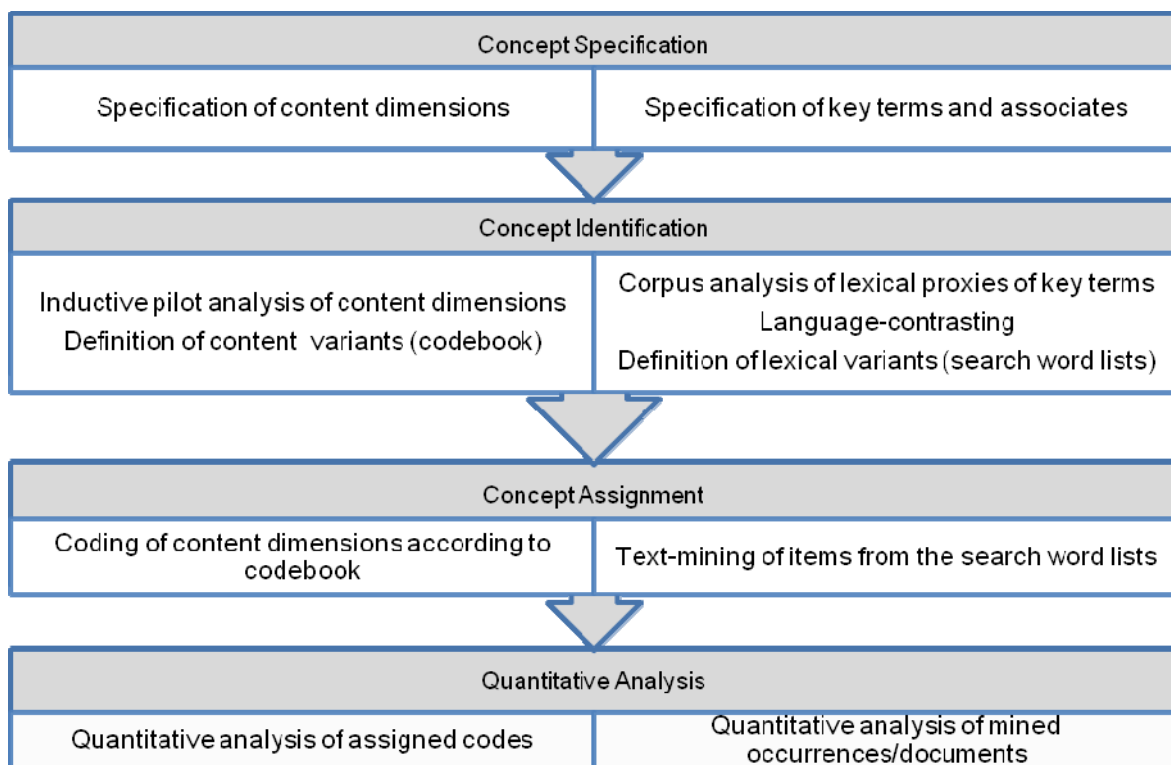 Concept Specification
Specification of content dimensions
Specification of key terms and associates
Concept Identification
Inductive pilot analysis of content dimensions
Definition of content variants (codebook)
Corpus analysis of lexical proxies of key terms
Language-contrasting
Definition of lexical variants (search word lists)
Concept Assignment
Coding of content dimensions according to
codebook
Text-mining of items from the search word lists
Quantitative Analysis
Quantitative analysis of assigned codes
Quantitative analysis of mined
occurrences/documents